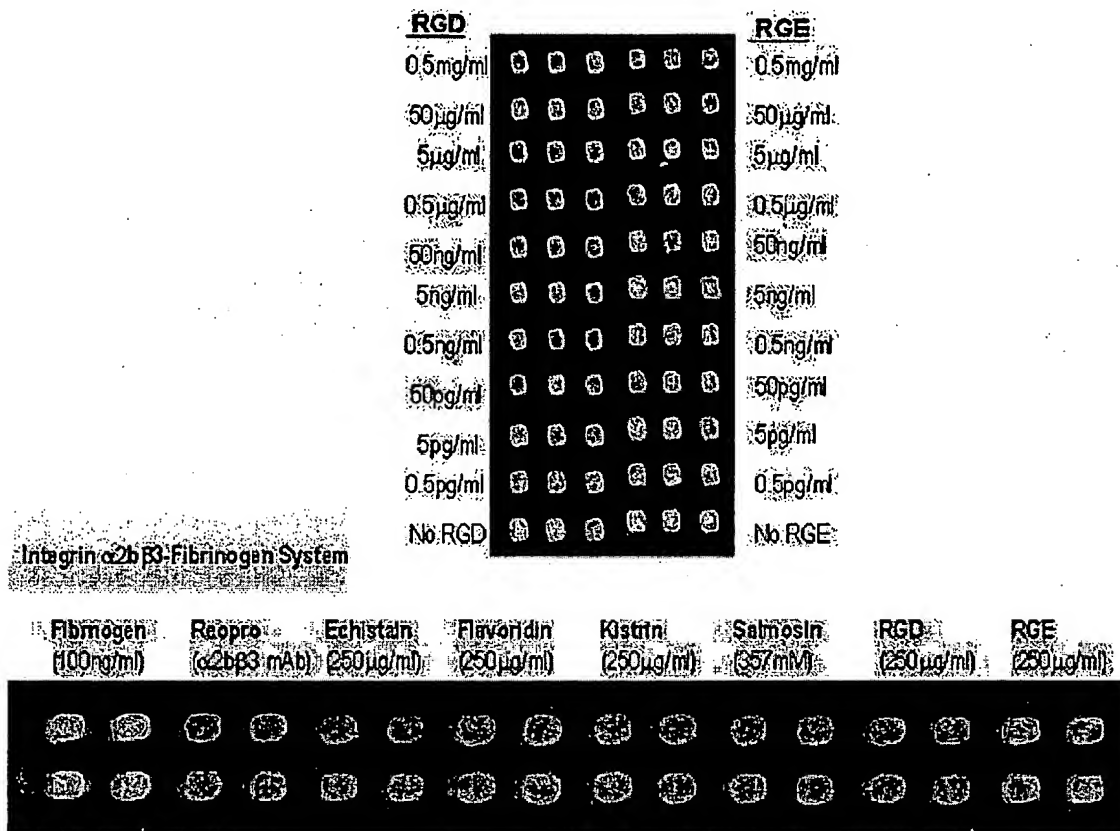 RGD RGE
0.5mg/ml 0.5mg/ml
50µg/ml 50µg/ml
5µg/ml 5µg/ml
0.5µg/ml 0.5µg/ml
50ng/ml 50ng/ml
5ng/ml 5ng/ml
0.5ng/ml 0.5ng/ml
50pg/ml 50pg/ml
5pg/ml 5pg/ml
0.5pg/ml 0.5pg/ml
No RGD No RGE
Integrin α2bβ3-Fibrinogen System
Fibrinogen Reopro Echistain Flavoridin Kistrin Salmosin RGD RGE
(100ng/ml) (α2bβ3 mAb) (250µg/ml) (250µg/ml) (250µg/ml) (357mM) (250µg/ml) (250µg/ml)